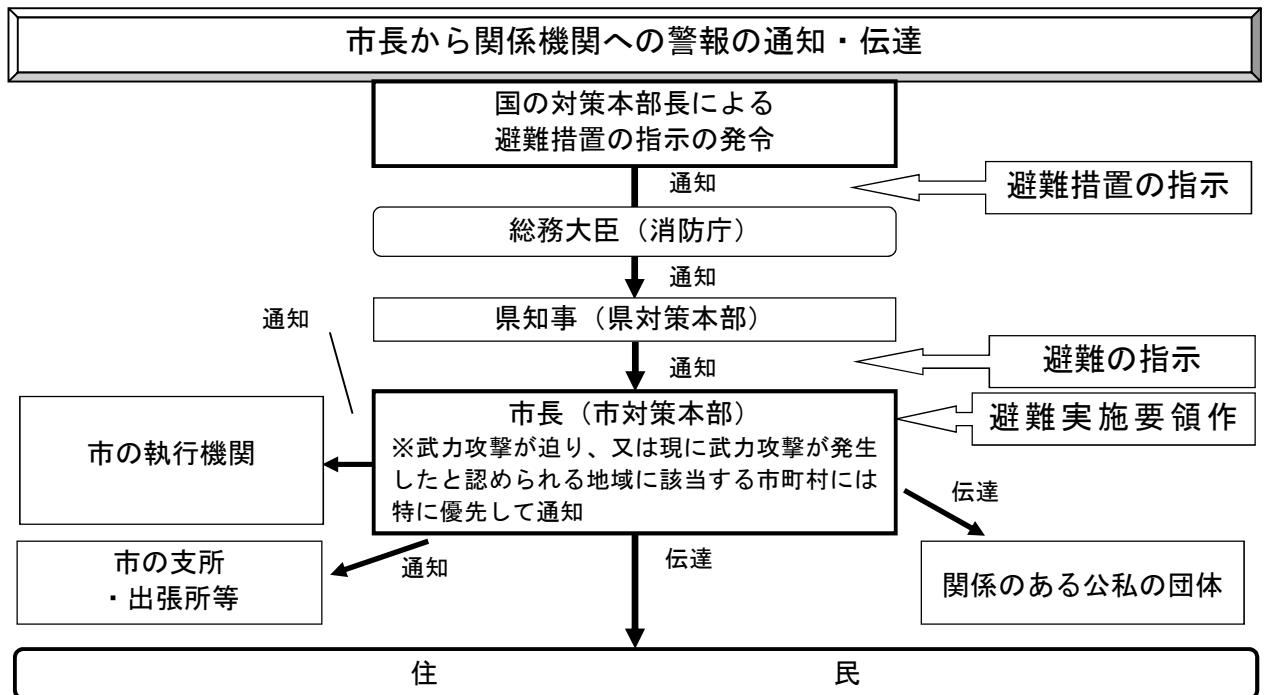 市長から関係機関への警報の通知・伝達
国の対策本部長による
避難措置の指示の発令
通知
避難措置の指示
総務大臣（消防庁）
通知
県知事（県対策本部）
通知
通知
避難の指示
市長（市対策本部）
※武力攻撃が迫り、又は現に武力攻撃が発生
したと認められる地域に該当する市町村には
特に優先して通知
避難実施要領作
市の執行機関
伝達
市の支所
・出張所等
通知
伝達
関係のある公私の団体
住　民